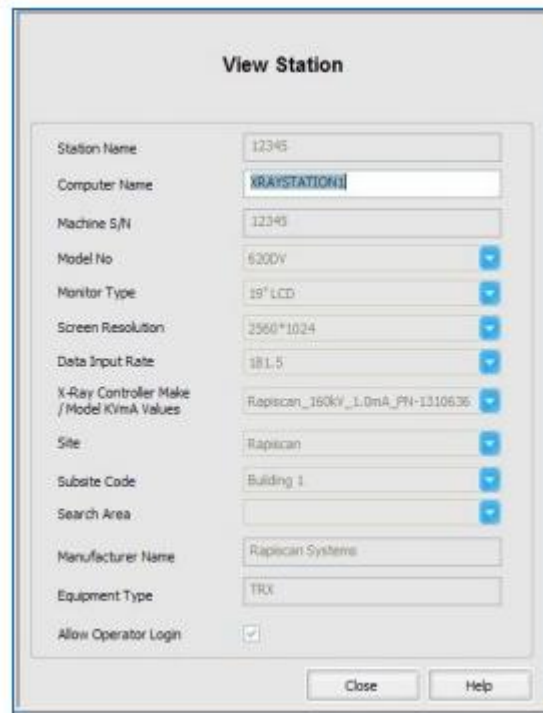 View Station
Station Name 12345
Computer Name XRAYSTATION1
Machine S/N 12345
Model No 620DV
Monitor Type 19" LCD
Screen Resolution 2560*1024
Data Input Rate 181.5
X-Ray Controller Make
/ Model KVmA Values Rapiscan_160kV_1.0mA_PN-1310636
Site Rapiscan
Subsite Code Building 1
Search Area
Manufacturer Name Rapiscan Systems
Equipment Type TRX
Allow Operator Login
Close Help